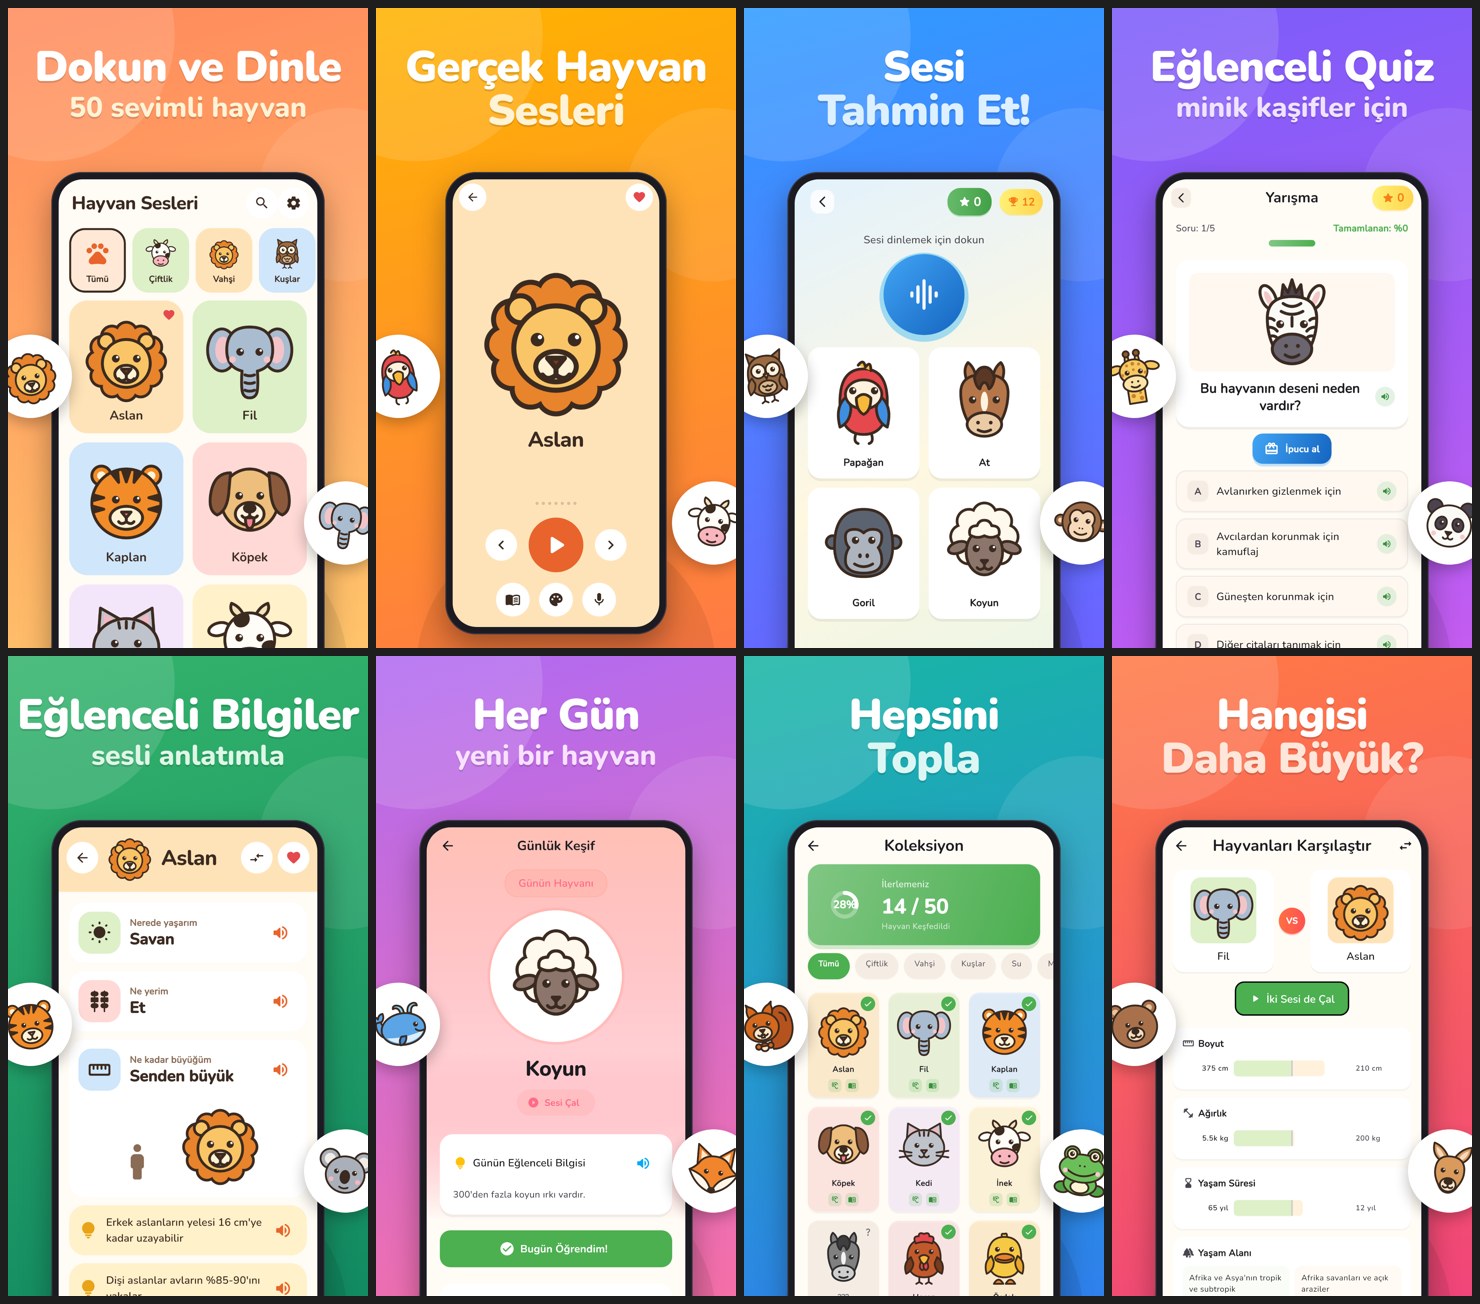 Dokun ve Dinle
50 sevimli hayvan
Hayvan Sesleri
Tümü
Çiftlik
Vahşi
Kuşlar
Aslan
Fil
Kaplan
Köpek
Gerçek Hayvan
Sesleri
Aslan
Sesi
Tahmin Et!
0
12
Sesi dinlemek için dokun
Papağan
At
Goril
Koyun
Eğlenceli Quiz
minik kaşifler için
Yarışma
0
Soru: 1/5
Tamamlanan: %0
Bu hayvanın deseni neden
vardır?
İpucu al
A
Avlanırken gizlenmek için
B
Avcılardan korunmak için
kamuflaj
C
Güneşten korunmak için
D
Diğer çitaları tanımak için
Eğlenceli Bilgiler
sesli anlatımla
Aslan
Nerede yaşarım
Savan
Ne yerim
Et
Ne kadar büyüğüm
Senden büyük
Erkek aslanların yelesi 16 cm'ye
kadar uzayabilir
Dişi aslanlar avların %85-90'ını
Her Gün
yeni bir hayvan
Günlük Keşif
Günün Hayvanı
Koyun
Sesi Çal
Günün Eğlenceli Bilgisi
300'den fazla koyun ırkı vardır.
Bugün Öğrendim!
Hepsini
Topla
Koleksiyon
28%
İlerlemeniz
14 / 50
Hayvan Keşfedildi
Tümü
Çiftlik
Vahşi
Kuşlar
Su
Aslan
Fil
Kaplan
Köpek
Kedi
İnek
?
Hangisi
Daha Büyük?
Hayvanları Karşılaştır
Fil
VS
Aslan
İki Sesi de Çal
Boyut
375 cm
210 cm
Ağırlık
5.5k kg
200 kg
Yaşam Süresi
65 yıl
12 yıl
Yaşam Alanı
Afrika ve Asya'nın tropik
ve subtropik
Afrika savanları ve açık
araziler